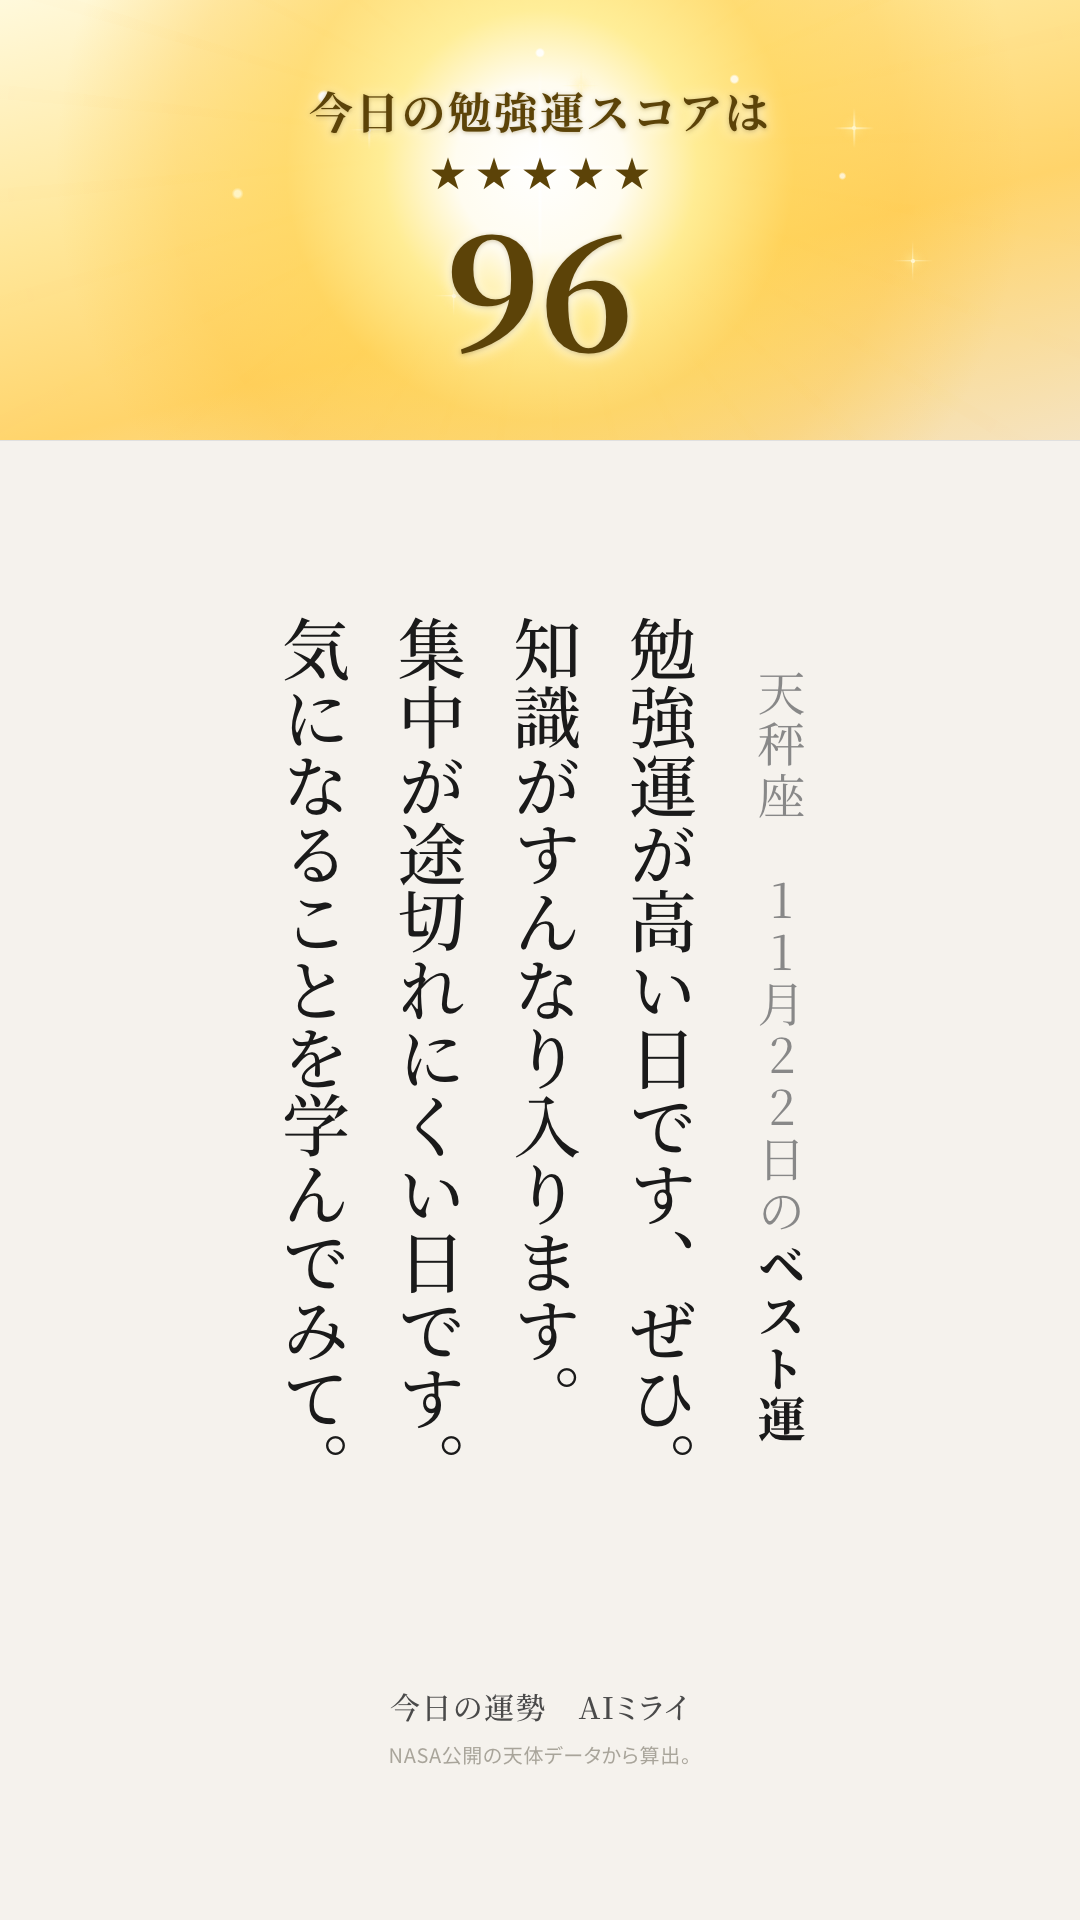 今日の勉強運スコアは
★★★★★
96
天秤座　11月22日のベスト運
勉強運が高い日です、ぜひ。
知識がすんなり入ります。
集中が途切れにくい日です。
気になることを学んでみて。
今日の運勢　AIミライ
NASA公開の天体データから算出。